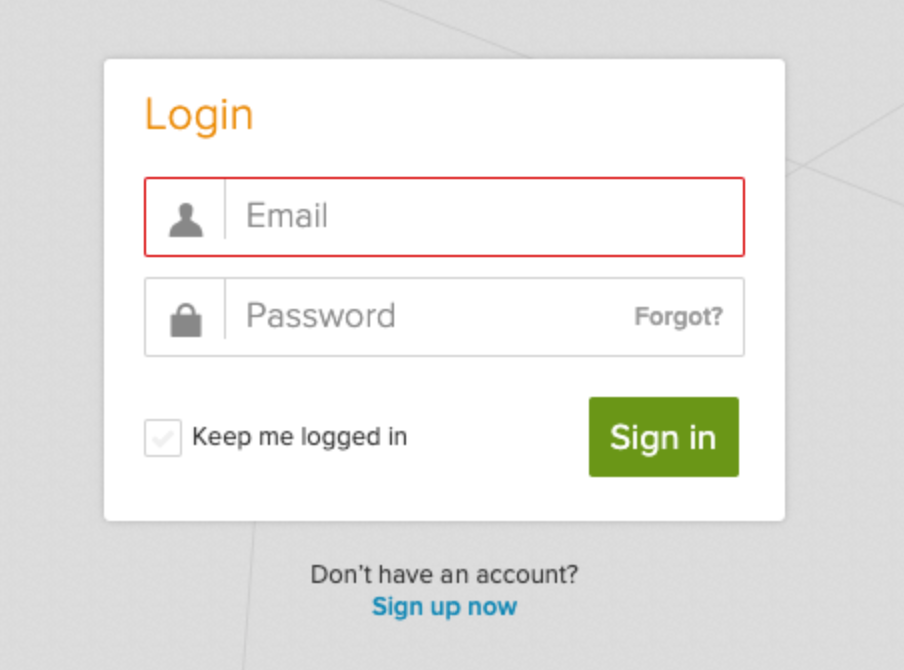 Login
Email
Password Forgot?
Keep me logged in Sign in
Don't have an account?
Sign up now